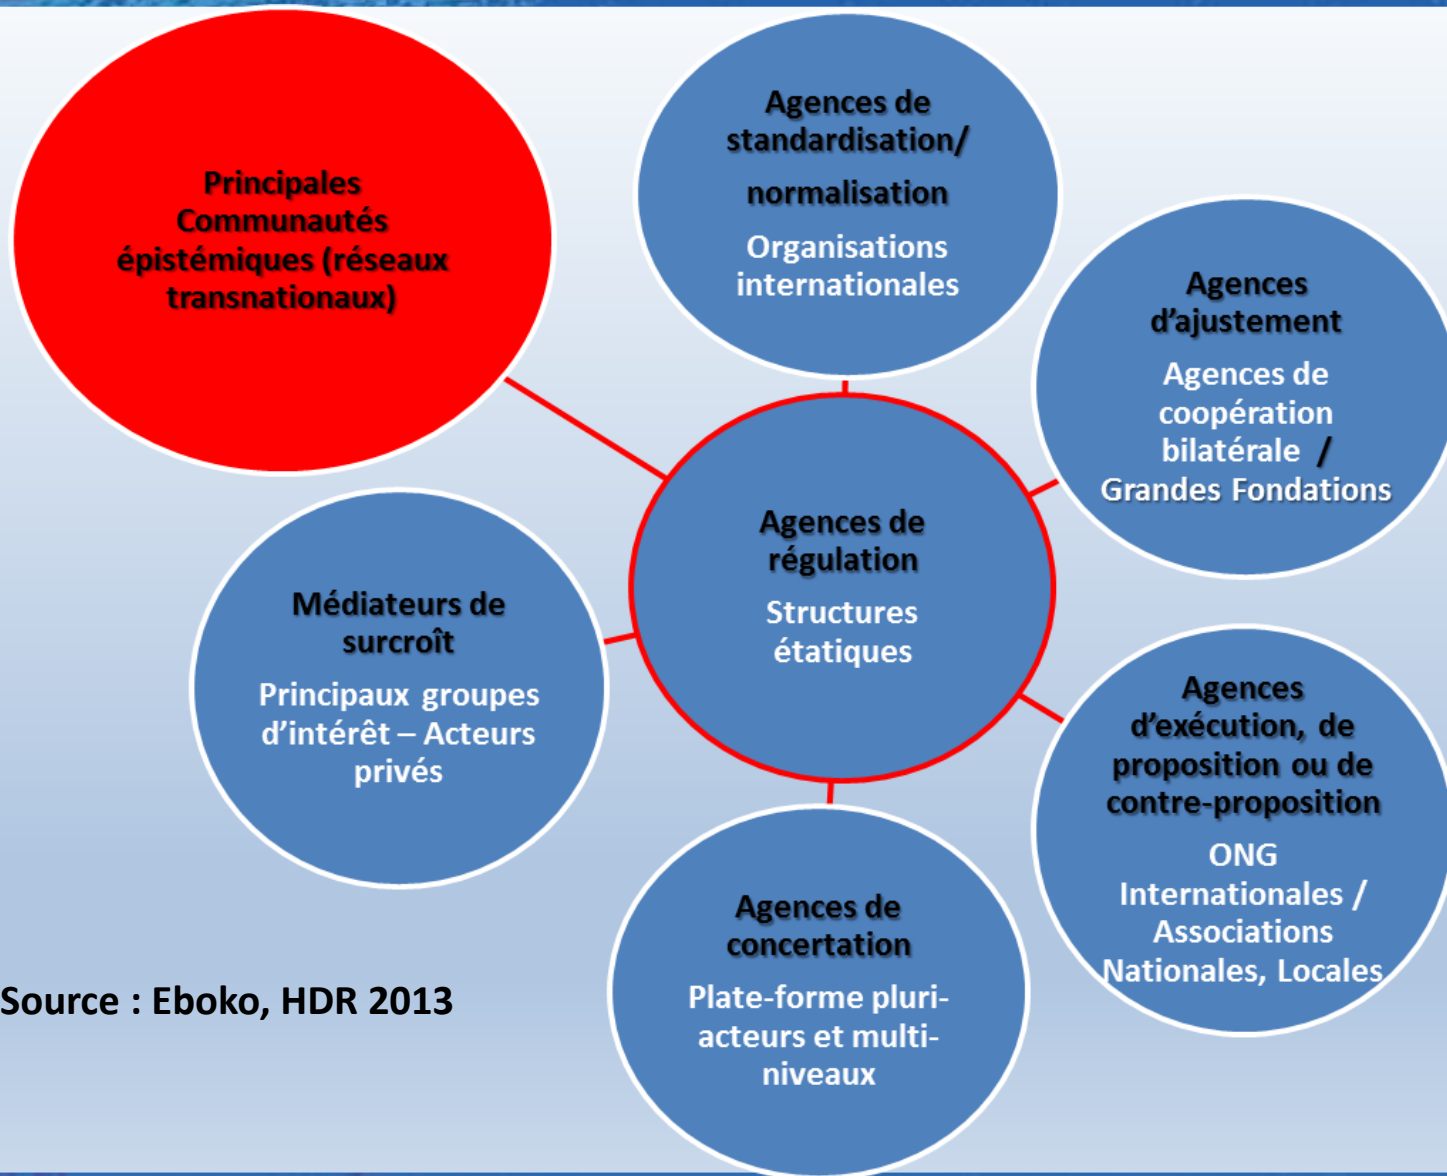 Principales
Communautés
épistémiques (réseaux
transnationaux)
Agences de
standardisation/
normalisation
Organisations
internationales
Agences
d’ajustement
Agences de
coopération
bilatérale /
Grandes Fondations
Agences de
régulation
Structures
étatiques
Médiateurs de
surcroît
Principaux groupes
d’intérêt – Acteurs
privés
Agences
d’exécution, de
proposition ou de
contre-proposition
ONG
Internationales /
Associations
Nationales, Locales
Agences de
concertation
Plate-forme pluri-
acteurs et multi-
niveaux
Source : Eboko, HDR 2013